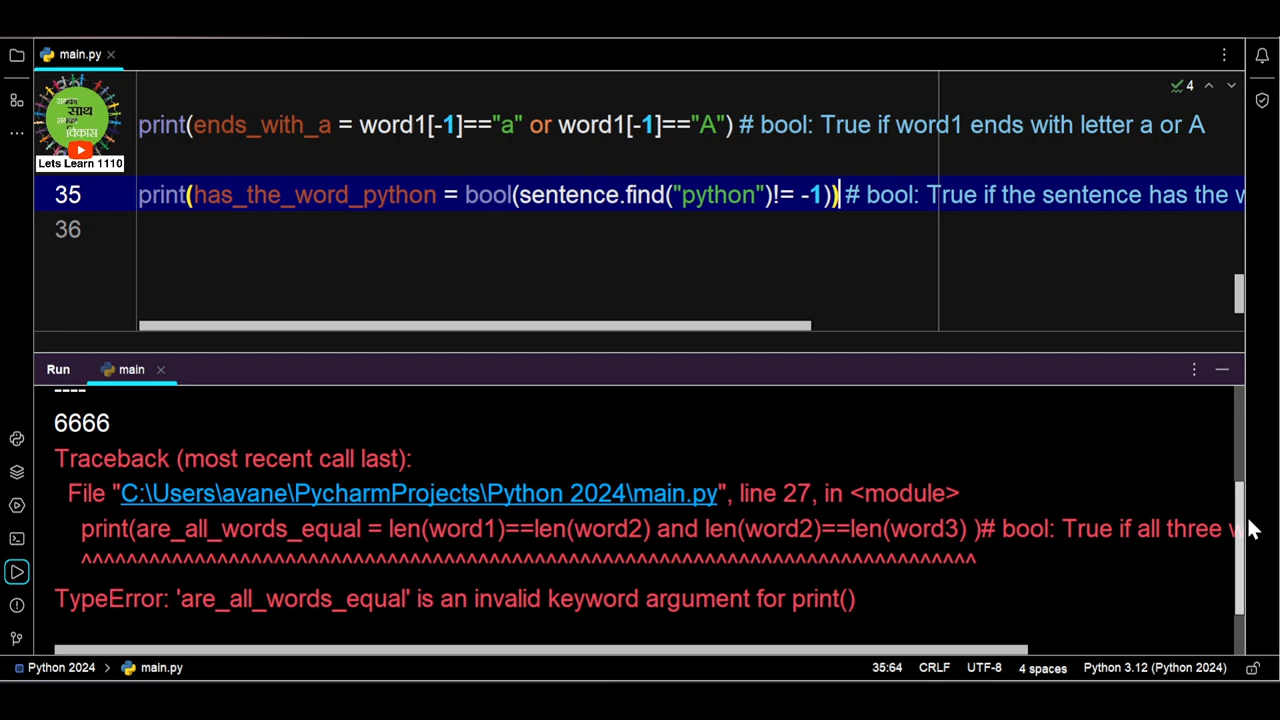 main.py
सबका
साथ
सबका
विकास
Lets Learn 1110
4
print(ends_with_a = word1[-1]=="a" or word1[-1]=="A") # bool: True if word1 ends with letter a or A
35 print(has_the_word_python = bool(sentence.find("python")!= -1)) # bool: True if the sentence has the w
36
Run main
----
6666
Traceback (most recent call last):
File "C:\Users\avane\PycharmProjects\Python 2024\main.py", line 27, in <module>
print(are_all_words_equal = len(word1)==len(word2) and len(word2)==len(word3) )# bool: True if all three w
^^^^^^^^^^^^^^^^^^^^^^^^^^^^^^^^^^^^^^^^^^^^^^^^^^^^^^^^^^^^^^^^^^^^^^^^^^^^^^
TypeError: 'are_all_words_equal' is an invalid keyword argument for print()
Python 2024 > main.py 35:64 CRLF UTF-8 4 spaces Python 3.12 (Python 2024)